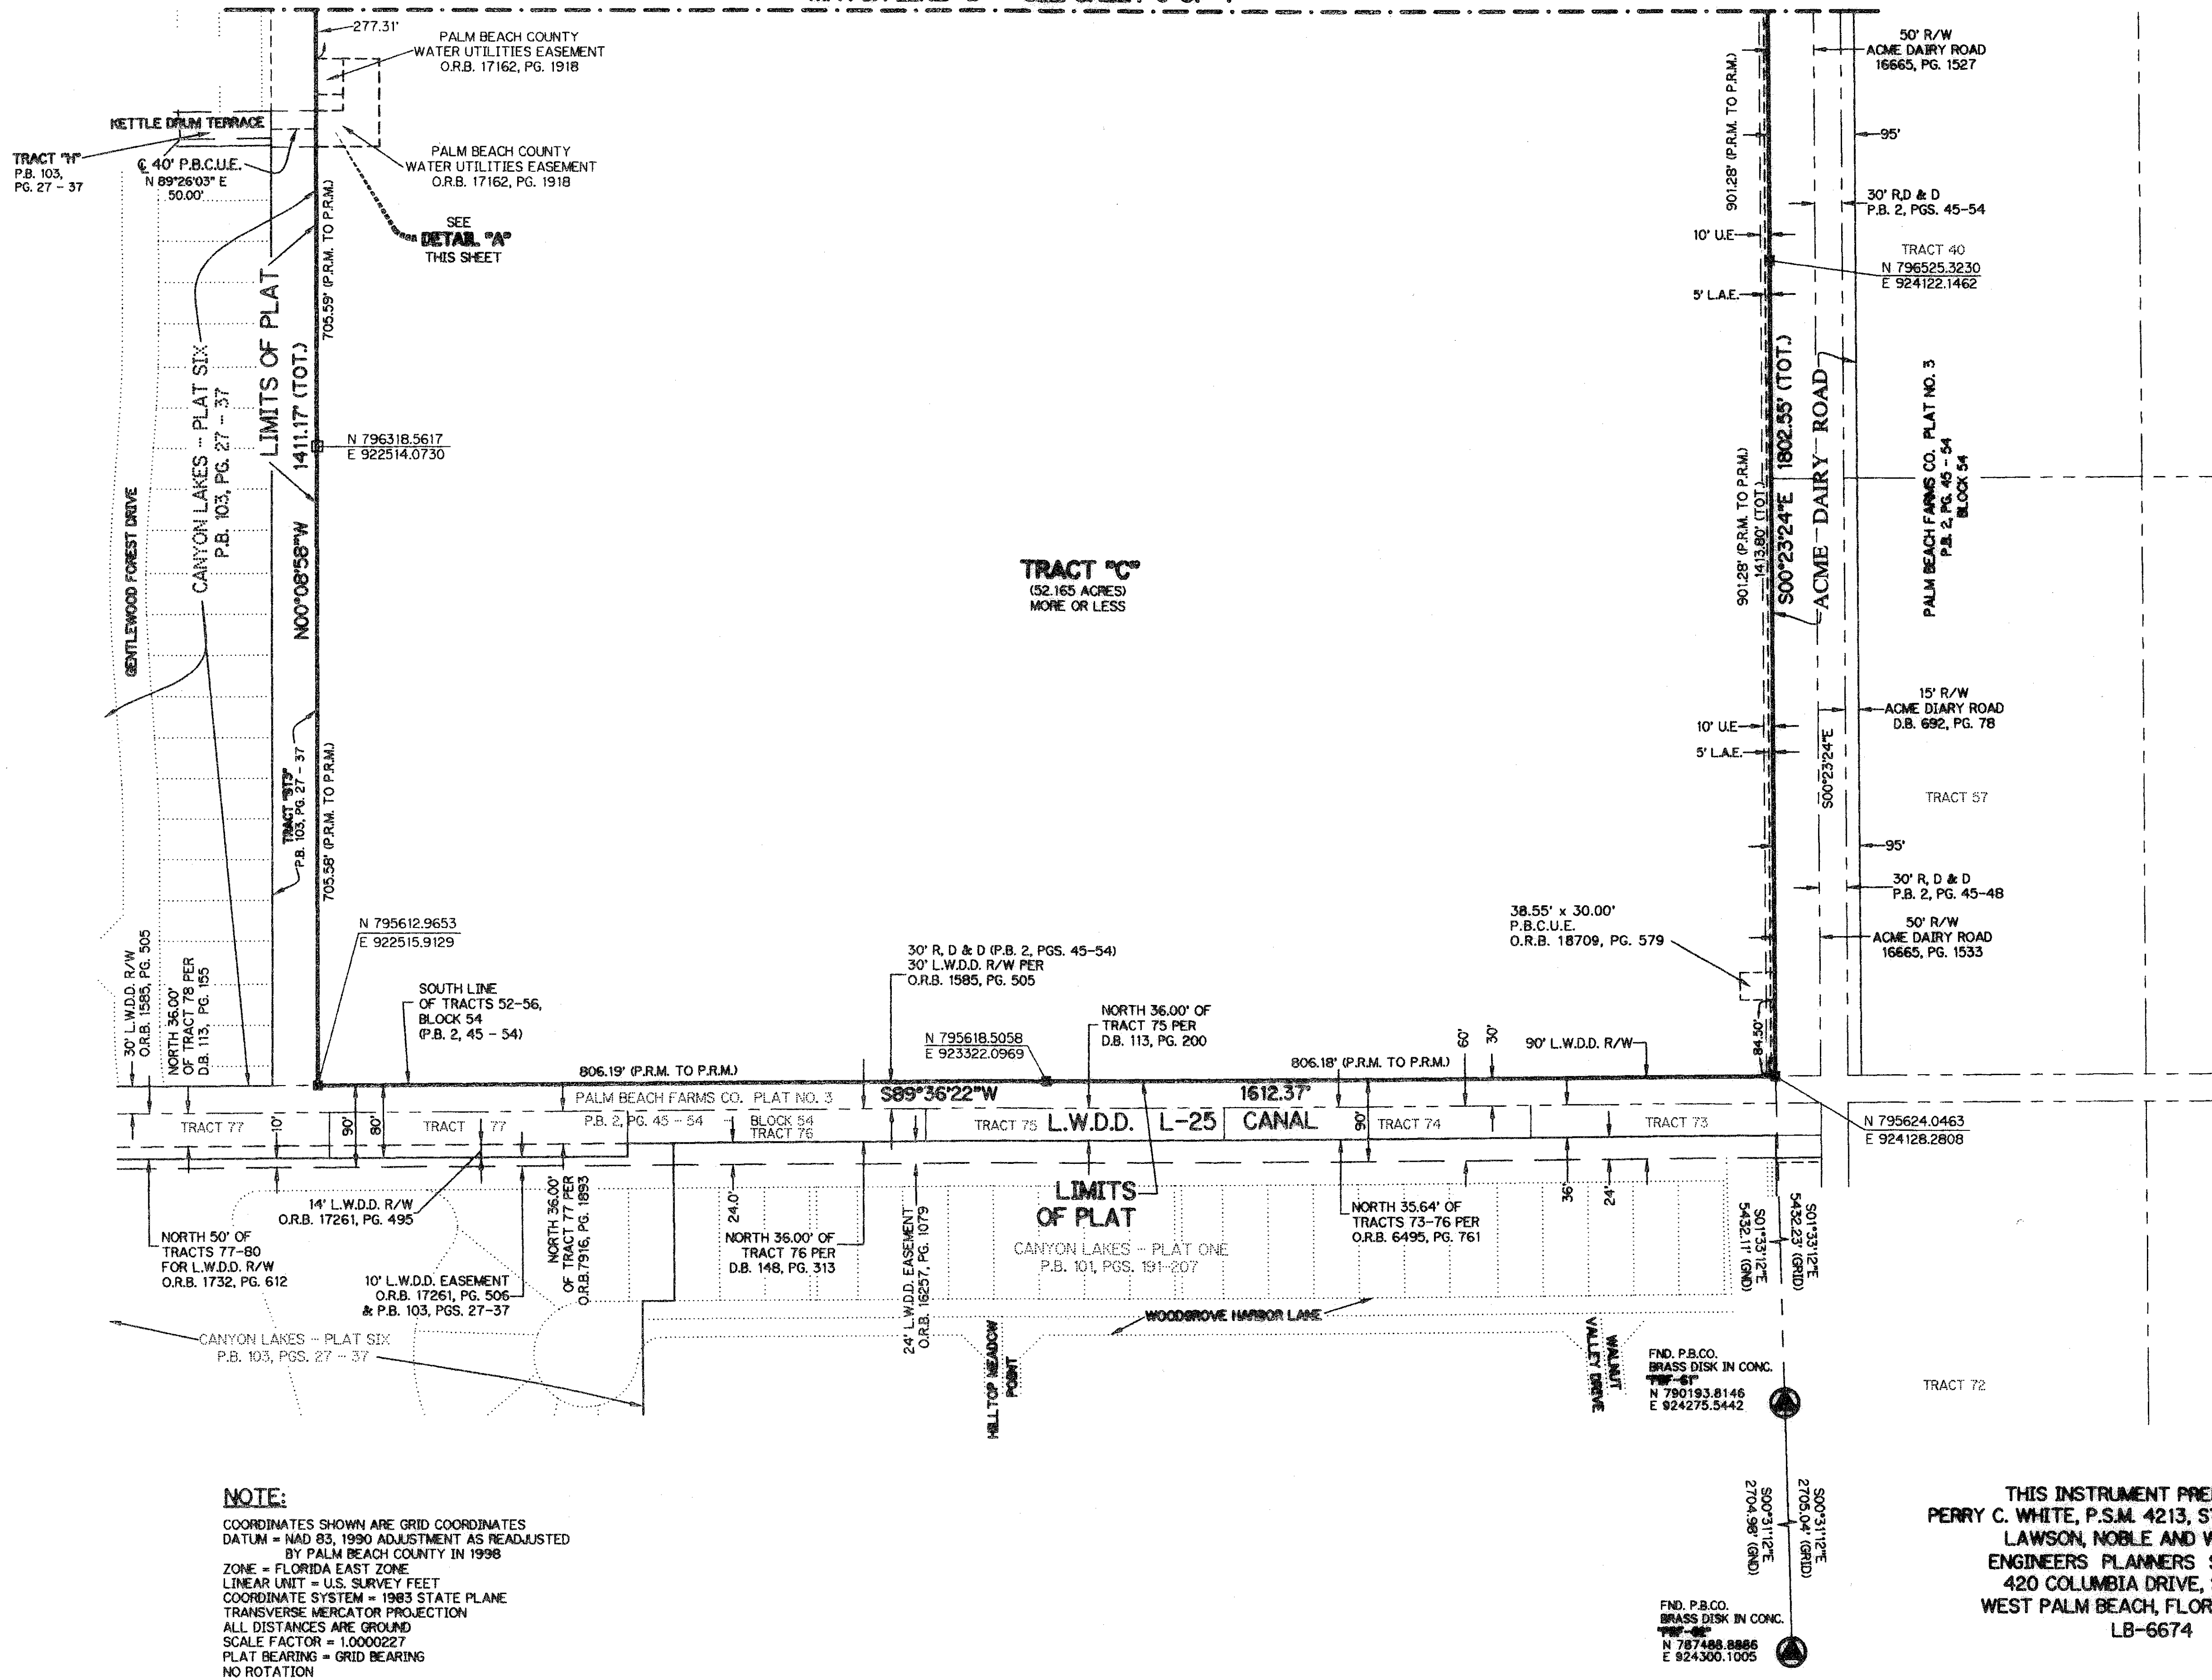 277.31'
PALM BEACH COUNTY
WATER UTILITIES EASEMENT
O.R.B. 17162, PG. 1918
KETTLE DRUM TERRACE
TRACT "H"
P.B. 103,
PG. 27 - 37
℄ 40' P.B.C.U.E.
N 89°26'03" E
50.00'
PALM BEACH COUNTY
WATER UTILITIES EASEMENT
O.R.B. 17162, PG. 1918
SEE
DETAIL "A"
THIS SHEET
705.59' (P.R.M. TO P.R.M.)
LIMITS OF PLAT
1411.17' (TOT.)
N00°08'58"W
CANYON LAKES - PLAT SIX
P.B. 103, PG. 27 - 37
GENTLEWOOD FOREST DRIVE
N 796318.5617
E 922514.0730
TRACT "ST3"
P.B. 103, PG. 27 - 37
705.58' (P.R.M. TO P.R.M.)
TRACT "C"
(52.165 ACRES)
MORE OR LESS
901.28' (P.R.M. TO P.R.M.)
10' U.E
5' L.A.E.
50' R/W
ACME DAIRY ROAD
16665, PG. 1527
95'
30' R,D & D
P.B. 2, PGS. 45-54
TRACT 40
N 796525.3230
E 924122.1462
901.28' (P.R.M. TO P.R.M.)
1413.80' (TOT.)
S00°23'24"E 1802.55' (TOT.)
ACME DAIRY ROAD
PALM BEACH FARMS CO. PLAT NO. 3
P.B. 2, PG. 45 - 54
BLOCK 54
10' U.E
5' L.A.E.
15' R/W
ACME DIARY ROAD
D.B. 692, PG. 78
S00°23'24"E
TRACT 57
95'
30' R, D & D
P.B. 2, PG. 45-48
50' R/W
ACME DAIRY ROAD
16665, PG. 1533
38.55' x 30.00'
P.B.C.U.E.
O.R.B. 18709, PG. 579
84.50'
N 795612.9653
E 922515.9129
30' L.W.D.D. R/W
O.R.B. 1585, PG. 505
NORTH 36.00'
OF TRACT 78 PER
D.B. 113, PG. 155
SOUTH LINE
OF TRACTS 52-56,
BLOCK 54
(P.B. 2, 45 - 54)
30' R, D & D (P.B. 2, PGS. 45-54)
30' L.W.D.D. R/W PER
O.R.B. 1585, PG. 505
N 795618.5058
E 923322.0969
NORTH 36.00' OF
TRACT 75 PER
D.B. 113, PG. 200
60'
30'
90' L.W.D.D. R/W
806.19' (P.R.M. TO P.R.M.)
806.18' (P.R.M. TO P.R.M.)
S89°36'22"W
1612.37'
PALM BEACH FARMS CO. PLAT NO. 3
P.B. 2, PG. 45 - 54 - BLOCK 54
TRACT 77
10'
90'
80'
TRACT 77
TRACT 76
TRACT 75
L.W.D.D. L-25 CANAL
90'
TRACT 74
TRACT 73
N 795624.0463
E 924128.2808
14' L.W.D.D. R/W
O.R.B. 17261, PG. 495
NORTH 50' OF
TRACTS 77-80
FOR L.W.D.D. R/W
O.R.B. 1732, PG. 612
10' L.W.D.D. EASEMENT
O.R.B. 17261, PG. 506
& P.B. 103, PGS. 27-37
NORTH 36.00'
OF TRACT 77 PER
O.R.B.7916, PG. 1893
24.0'
NORTH 36.00' OF
TRACT 76 PER
D.B. 148, PG. 313
24' L.W.D.D. EASEMENT
O.R.B. 16257, PG. 1079
LIMITS
OF PLAT
CANYON LAKES - PLAT ONE
P.B. 101, PGS. 191-207
NORTH 35.64' OF
TRACTS 73-76 PER
O.R.B. 6495, PG. 761
36'
24'
S01°33'12"E
5432.11' (GND)
S01°33'12"E
5432.23' (GRID)
CANYON LAKES - PLAT SIX
P.B. 103, PGS. 27 - 37
WOODGROVE HARBOR LANE
HILLTOP MEADOW
POINT
WALNUT
VALLEY DRIVE
FND. P.B.CO.
BRASS DISK IN CONC.
"PBF-61"
N 790193.8146
E 924275.5442
TRACT 72
S00°31'12"E
2704.98' (GND)
S00°31'12"E
2705.04' (GRID)
FND. P.B.CO.
BRASS DISK IN CONC.
N 787488.8886
E 924300.1005
NOTE:
COORDINATES SHOWN ARE GRID COORDINATES
DATUM = NAD 83, 1990 ADJUSTMENT AS READJUSTED
BY PALM BEACH COUNTY IN 1998
ZONE = FLORIDA EAST ZONE
LINEAR UNIT = U.S. SURVEY FEET
COORDINATE SYSTEM = 1983 STATE PLANE
TRANSVERSE MERCATOR PROJECTION
ALL DISTANCES ARE GROUND
SCALE FACTOR = 1.0000227
PLAT BEARING = GRID BEARING
NO ROTATION
THIS INSTRUMENT
PERRY C. WHITE, P.S.M. 4213,
LAWSON, NOBLE AND
ENGINEERS PLANNERS
420 COLUMBIA DRIVE,
WEST PALM BEACH,
LB-6674